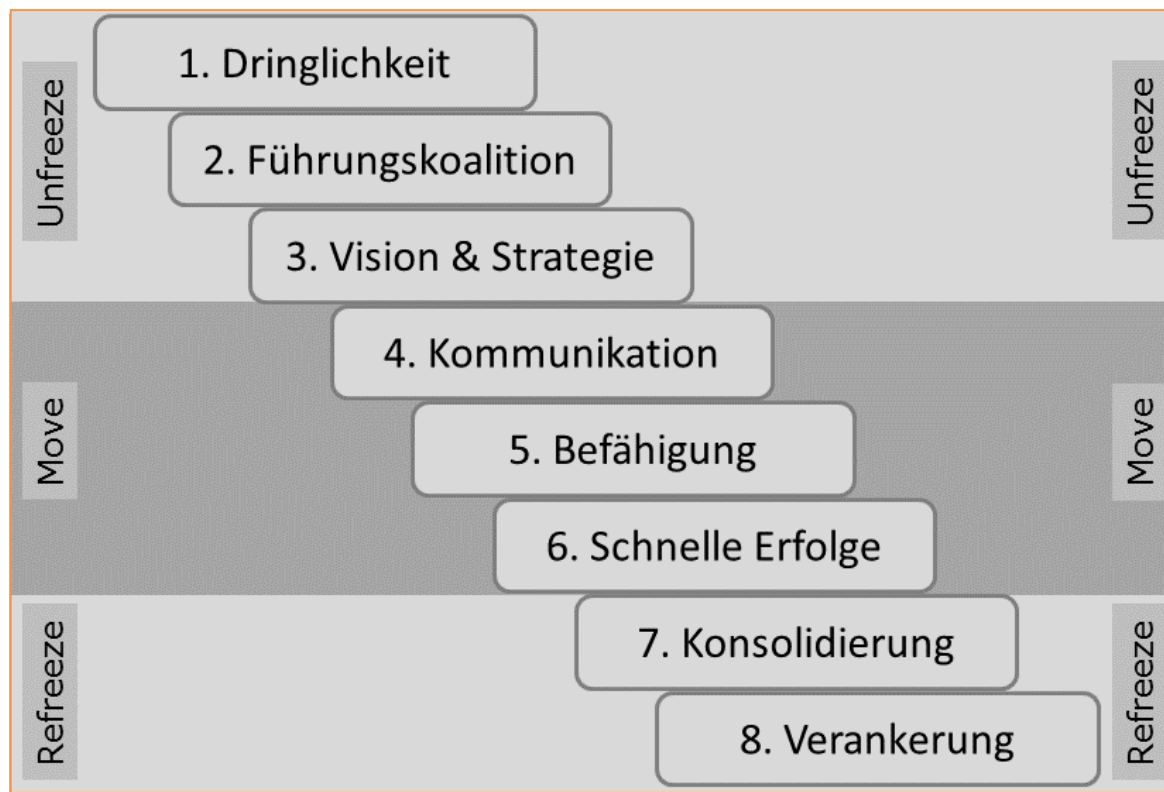 Unfreeze
1. Dringlichkeit
2. Führungskoalition
3. Vision & Strategie
Unfreeze
Move
4. Kommunikation
5. Befähigung
6. Schnelle Erfolge
Move
Refreeze
7. Konsolidierung
8. Verankerung
Refreeze